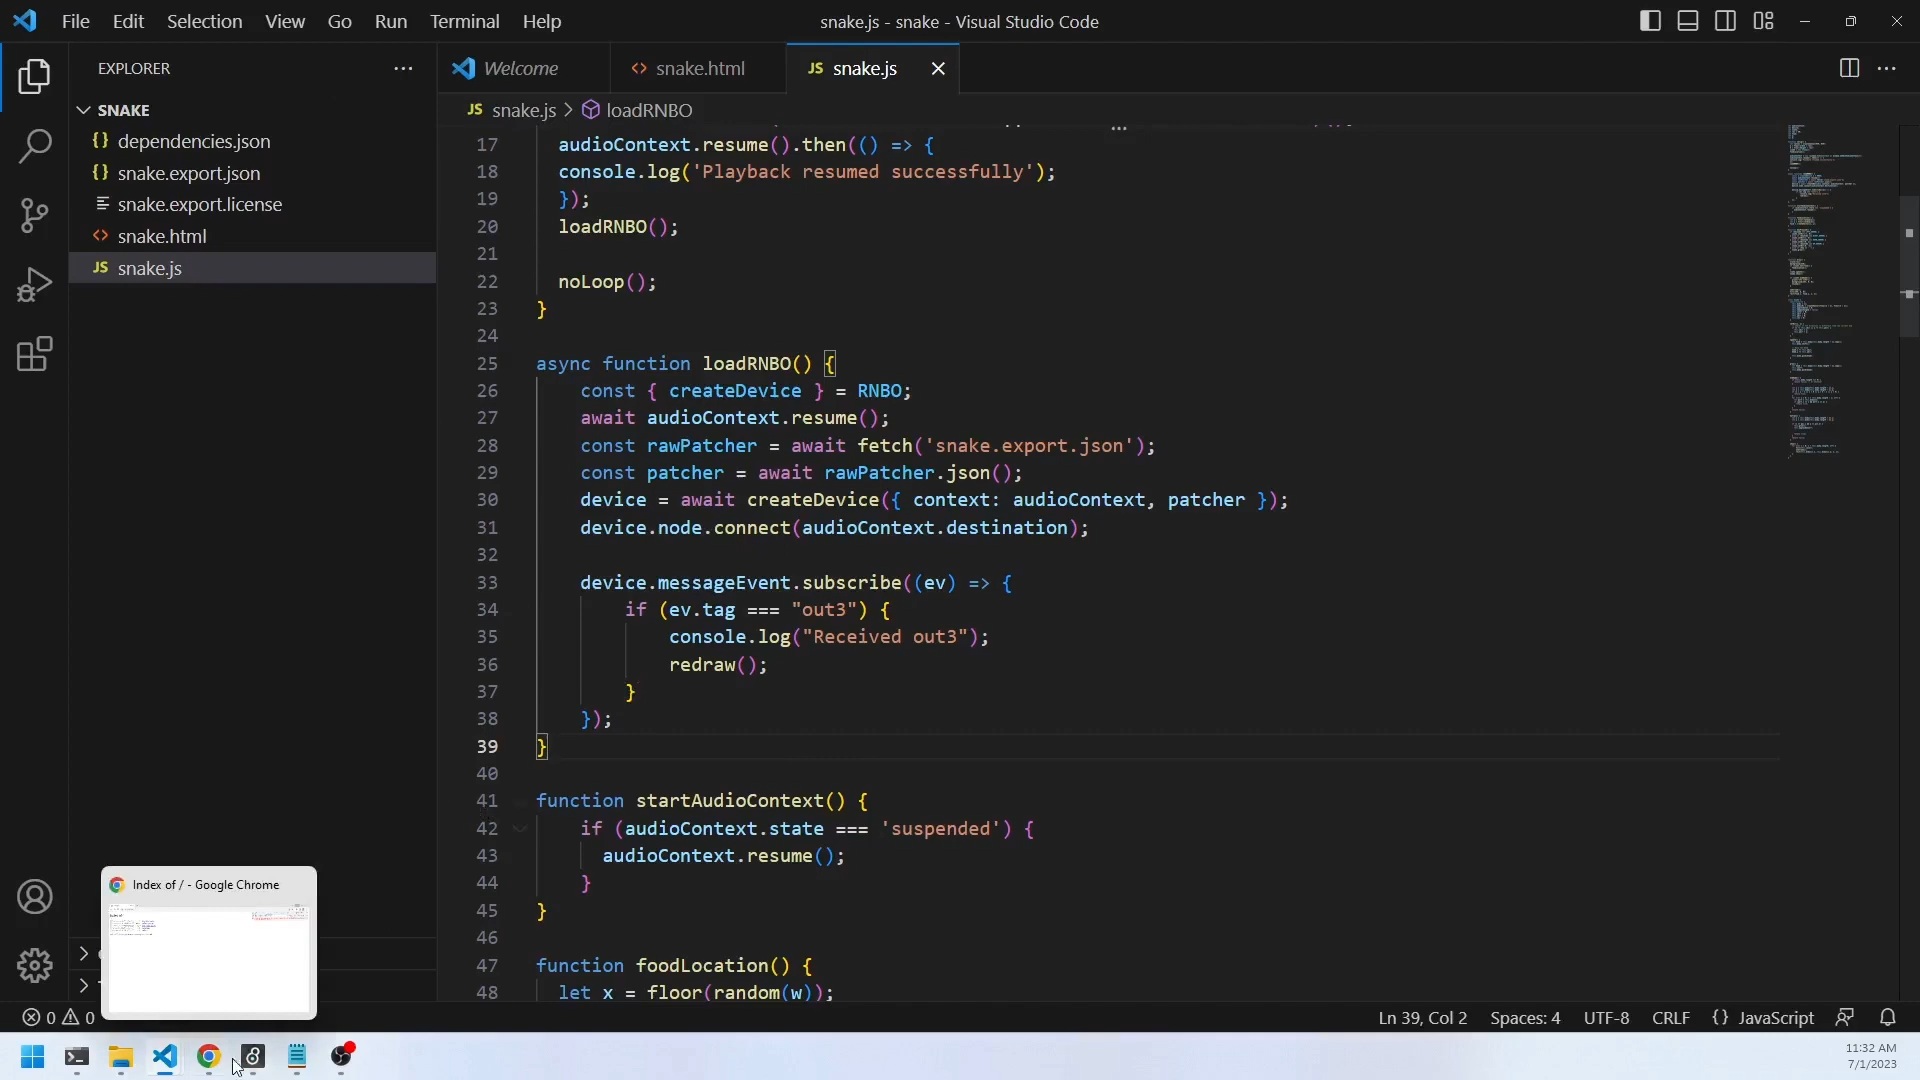 File Edit Selection View Go Run Terminal Help
snake.js - snake - Visual Studio Code
EXPLORER
SNAKE
{} dependencies.json
{} snake.export.json
snake.export.license
<> snake.html
JS snake.js
Welcome
<> snake.html
JS snake.js
JS snake.js > loadRNBO
17 audioContext.resume().then(() => {
18 console.log('Playback resumed successfully');
19 });
20 loadRNBO();
21
22 noLoop();
23 }
24
25 async function loadRNBO() {
26 const { createDevice } = RNBO;
27 await audioContext.resume();
28 const rawPatcher = await fetch('snake.export.json');
29 const patcher = await rawPatcher.json();
30 device = await createDevice({ context: audioContext, patcher });
31 device.node.connect(audioContext.destination);
32
33 device.messageEvent.subscribe((ev) => {
34 if (ev.tag === "out3") {
35 console.log("Received out3");
36 redraw();
37 }
38 });
39 }
40
41 function startAudioContext() {
42 if (audioContext.state === 'suspended') {
43 audioContext.resume();
44 }
45 }
46
47 function foodLocation() {
48 let x = floor(random(w));
Index of / - Google Chrome
0 0
Ln 39, Col 2 Spaces: 4 UTF-8 CRLF {} JavaScript
11:32 AM
7/1/2023